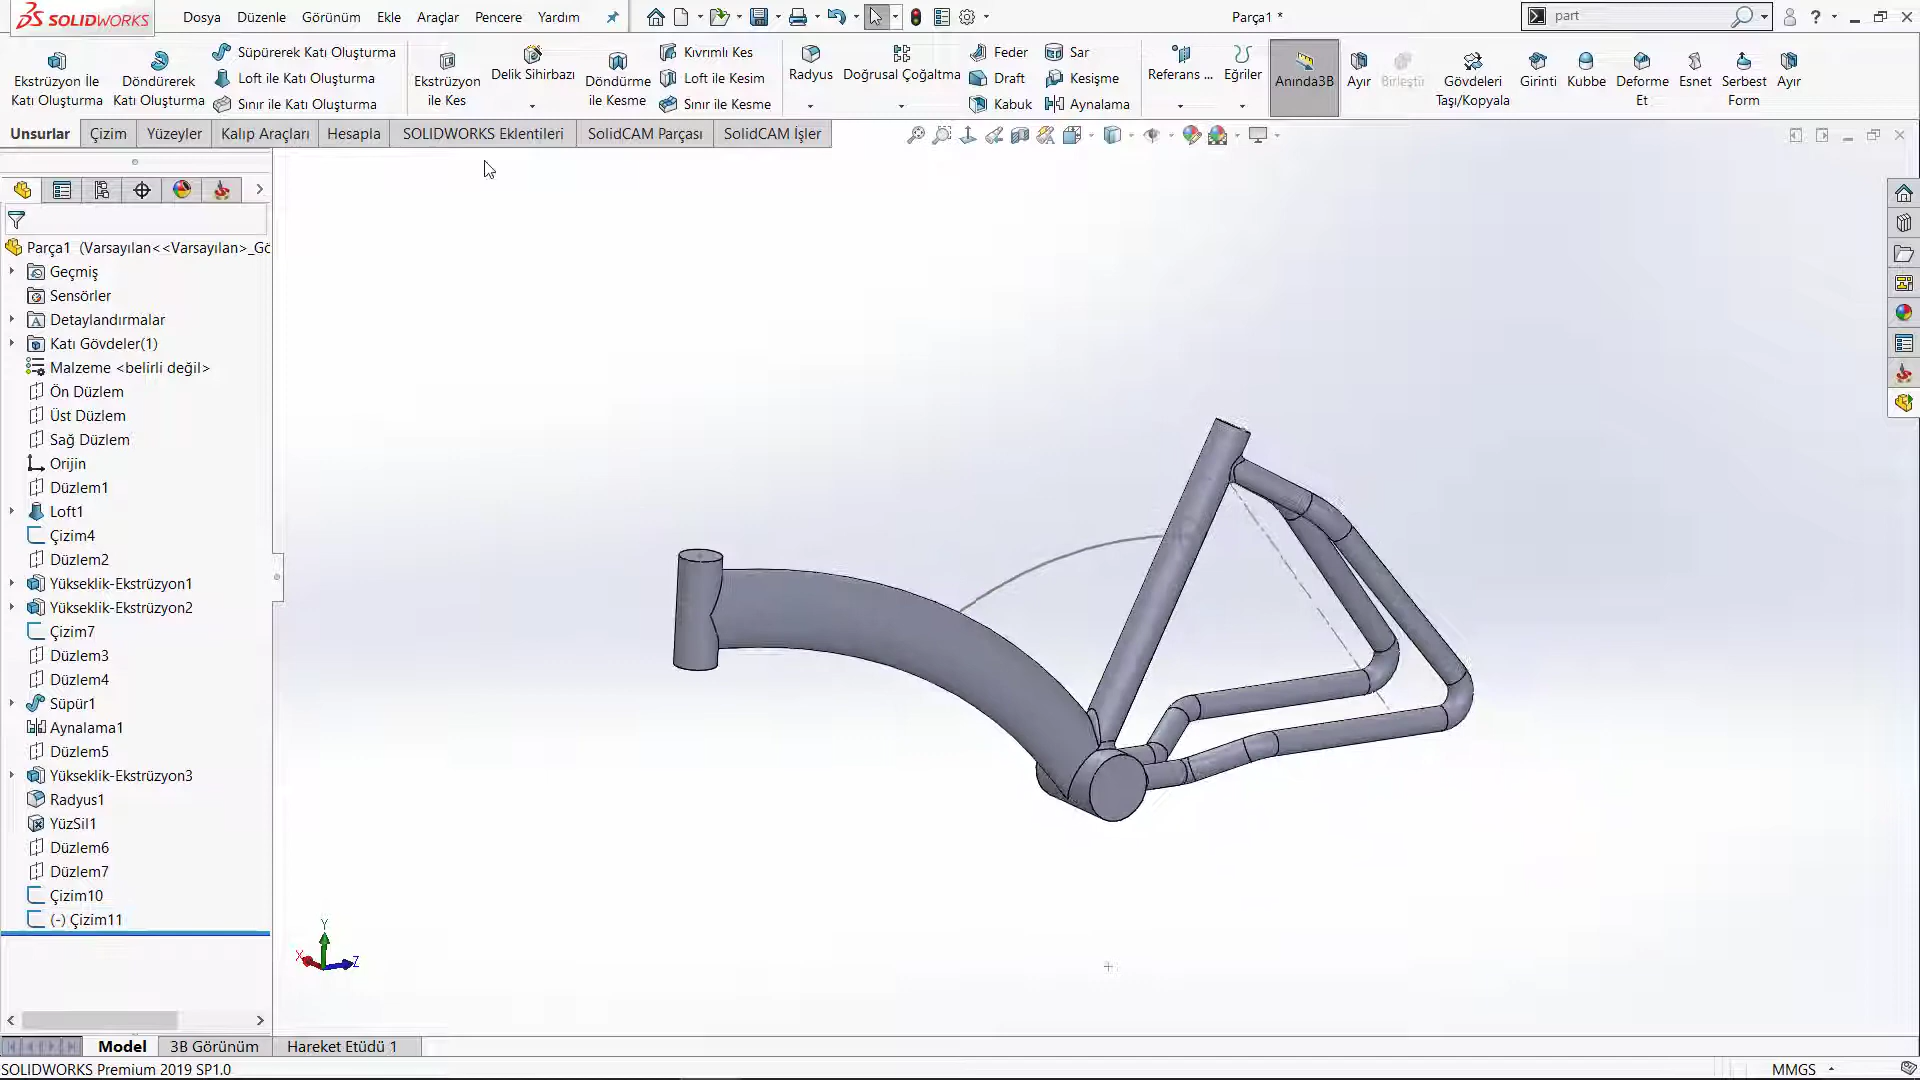 SOLIDWORKS
Dosya Düzenle Görünüm Ekle Araçlar Pencere Yardım
Parça1 *
part
?
Ekstrüzyon İle Katı Oluşturma
Döndürerek Katı Oluşturma
Süpürerek Katı Oluşturma
Loft ile Katı Oluşturma
Sınır ile Katı Oluşturma
Ekstrüzyon ile Kes
Delik Sihirbazı
Döndürme ile Kesme
Kıvrımlı Kes
Loft ile Kesim
Sınır ile Kesme
Radyus
Doğrusal Çoğaltma
Feder
Draft
Kabuk
Sar
Kesişme
Aynalama
Referans ...
Eğriler
Anında3B
Ayır
Birleştir
Gövdeleri Taşı/Kopyala
Girinti
Kubbe
Deforme Et
Esnet
Serbest Form
Ayır
Unsurlar Çizim Yüzeyler Kalıp Araçları Hesapla SOLIDWORKS Eklentileri SolidCAM Parçası SolidCAM İşler
Parça1 (Varsayılan<<Varsayılan>_Gö
Geçmiş
Sensörler
Detaylandırmalar
Katı Gövdeler(1)
Malzeme <belirli değil>
Ön Düzlem
Üst Düzlem
Sağ Düzlem
Orijin
Düzlem1
Loft1
Çizim4
Düzlem2
Yükseklik-Ekstrüzyon1
Yükseklik-Ekstrüzyon2
Çizim7
Düzlem3
Düzlem4
Süpür1
Aynalama1
Düzlem5
Yükseklik-Ekstrüzyon3
Radyus1
YüzSil1
Düzlem6
Düzlem7
Çizim10
(-) Çizim11
Y
X
Z
Model 3B Görünüm Hareket Etüdü 1
SOLIDWORKS Premium 2019 SP1.0
MMGS